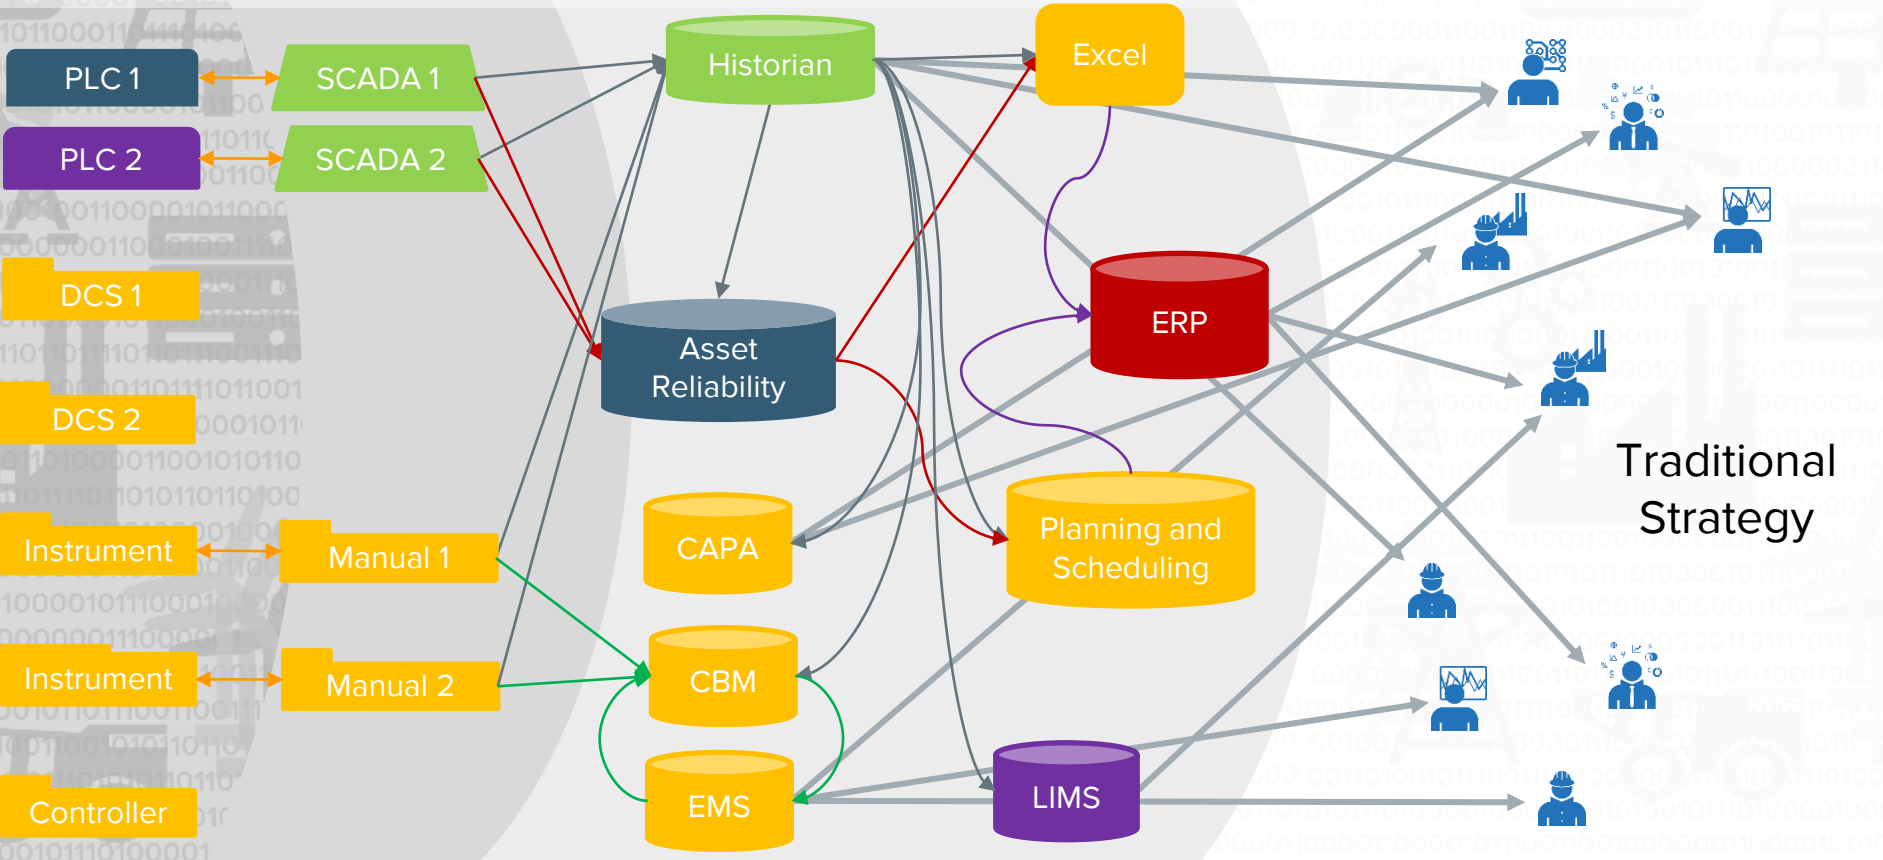 PLC 1
SCADA 1
Historian
Excel
PLC 2
SCADA 2
DCS 1
ERP
Asset
Reliability
DCS 2
Traditional
Strategy
Instrument
Manual 1
CAPA
Planning and
Scheduling
Instrument
Manual 2
CBM
Controller
EMS
LIMS